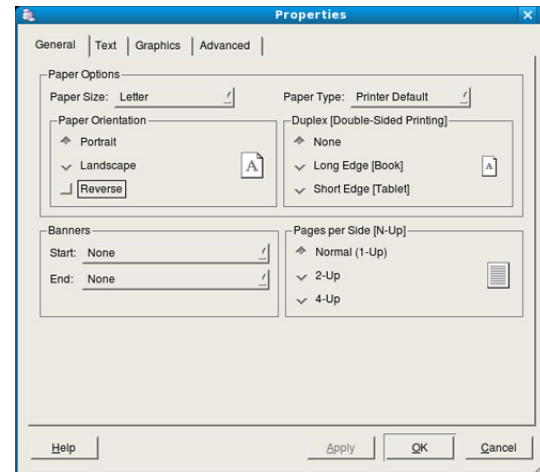 Properties
General Text Graphics Advanced
Paper Options
Paper Size: Letter Paper Type: Printer Default
Paper Orientation
Portrait
Landscape
Reverse
A
Duplex [Double-Sided Printing]
None
Long Edge [Book]
Short Edge [Tablet]
A
Banners
Start: None
End: None
Pages per Side [N-Up]
Normal (1-Up)
2-Up
4-Up
Help Apply OK Cancel